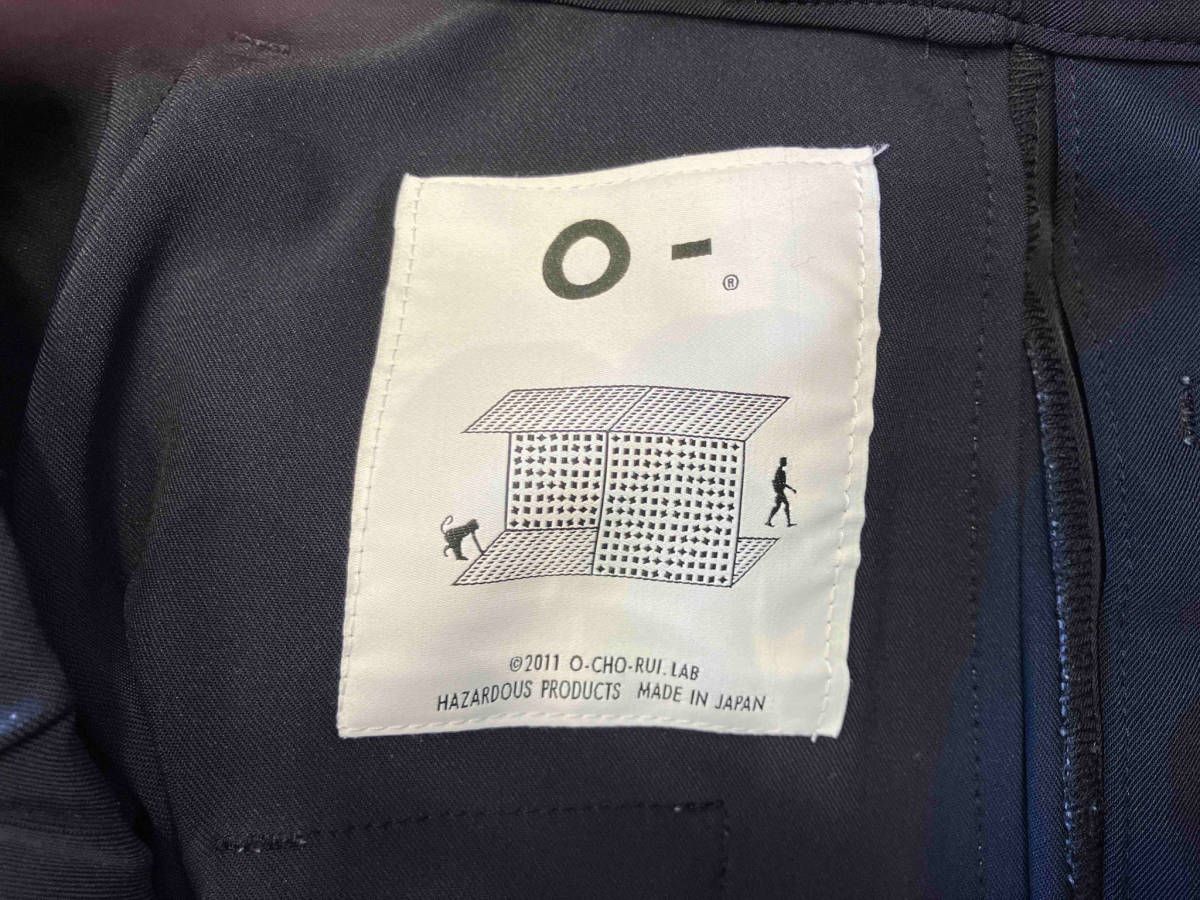 O -
®
©2011 O-CHO-RUI. LAB
HAZARDOUS PRODUCTS MADE IN JAPAN